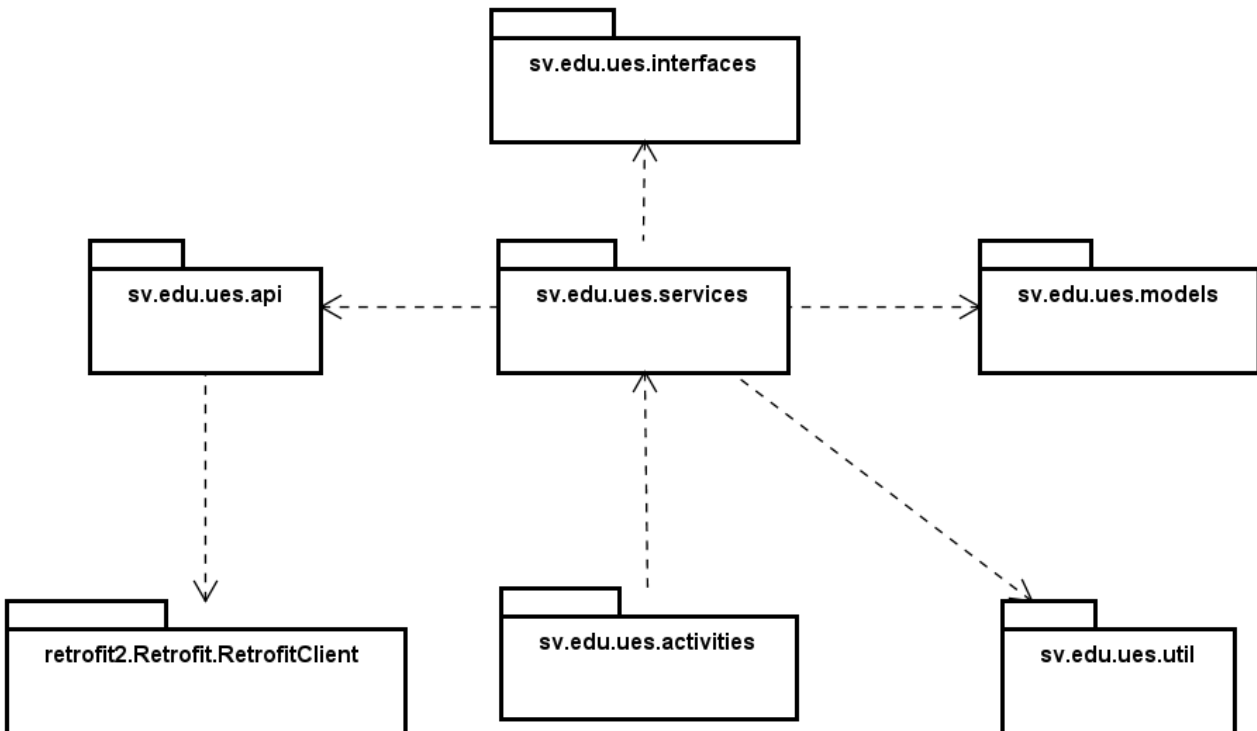 sv.edu.ues.interfaces
sv.edu.ues.api
sv.edu.ues.services
sv.edu.ues.models
retrofit2.Retrofit.RetrofitClient
sv.edu.ues.activities
sv.edu.ues.util